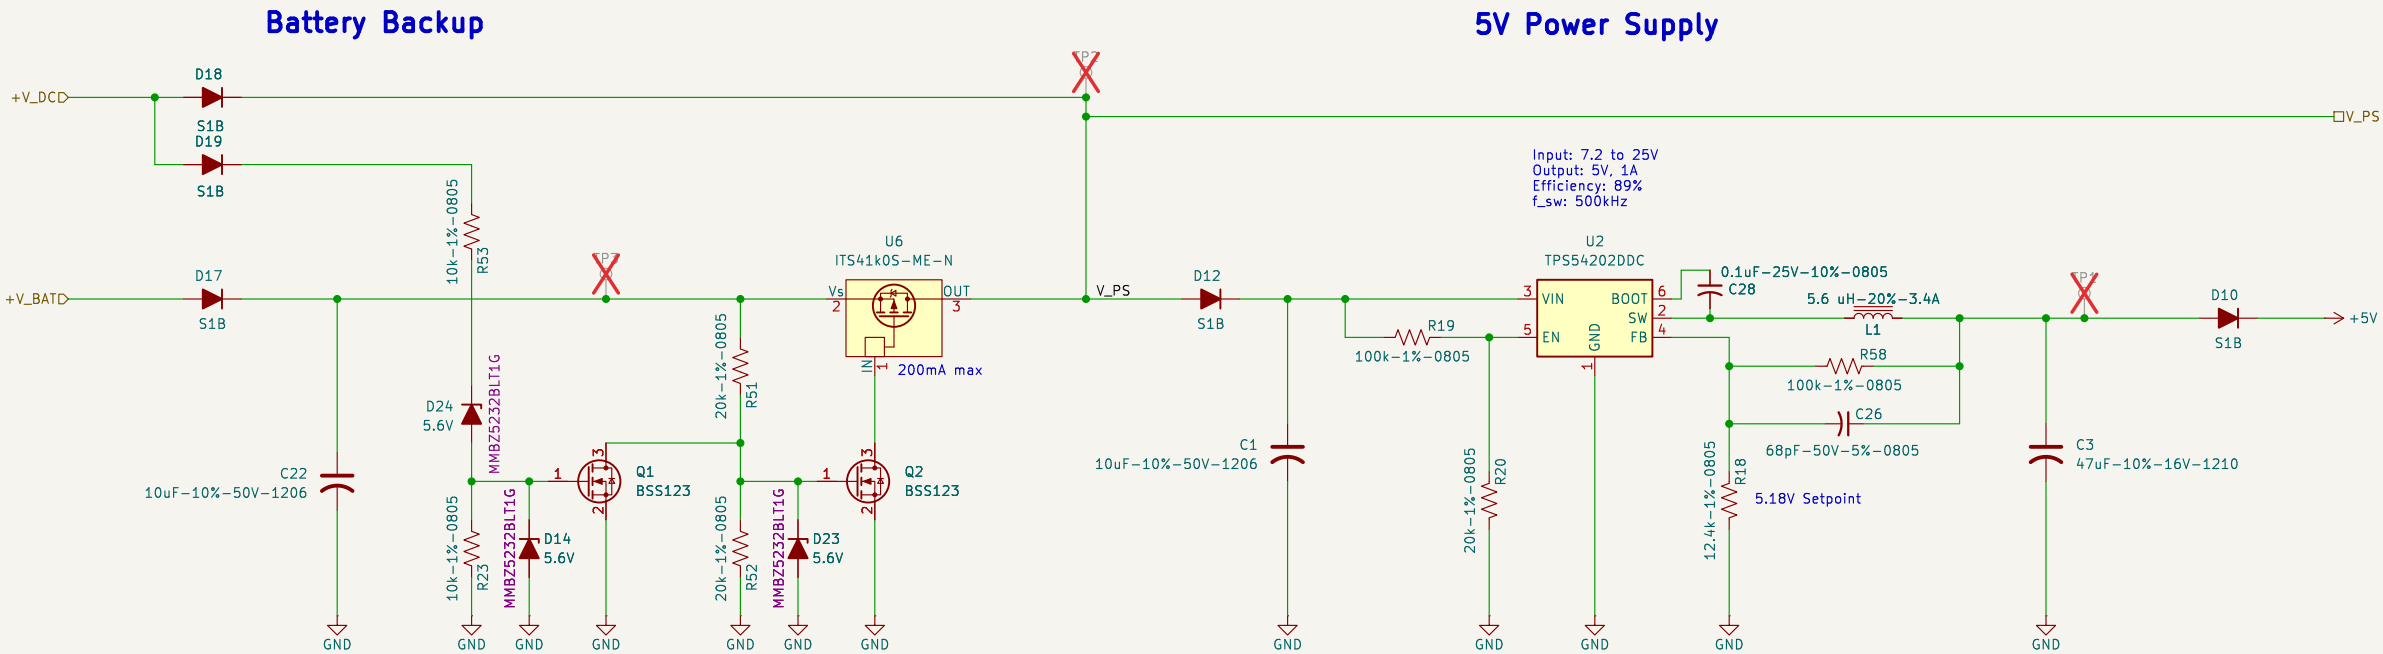 Battery Backup
5V Power Supply
TP2
D18
+V_DC
S1B
D19
S1B
V_PS
10k-1%-0805
R53
Input: 7.2 to 25V
Output: 5V, 1A
Efficiency: 89%
f_sw: 500kHz
+V_BAT
D17
S1B
TP3
U6
ITS41k0S-ME-N
Vs
2
OUT
3
IN
1
200mA max
V_PS
D12
S1B
U2
TPS54202DDC
3
VIN
5
EN
GND
1
BOOT
6
SW
2
FB
4
0.1uF-25V-10%-0805
C28
5.6 uH-20%-3.4A
L1
TP1
D10
S1B
+5V
R19
100k-1%-0805
R58
100k-1%-0805
C26
68pF-50V-5%-0805
20k-1%-0805
R51
D24
5.6V
MMBZ5232BLT1G
C22
10uF-10%-50V-1206
1
3
2
Q1
BSS123
1
3
2
Q2
BSS123
C1
10uF-10%-50V-1206
20k-1%-0805
R20
12.4k-1%-0805
R18
5.18V Setpoint
C3
47uF-10%-16V-1210
10k-1%-0805
R23
MMBZ5232BLT1G
D14
5.6V
20k-1%-0805
R52
MMBZ5232BLT1G
D23
5.6V
GND
GND
GND
GND
GND
GND
GND
GND
GND
GND
GND
GND